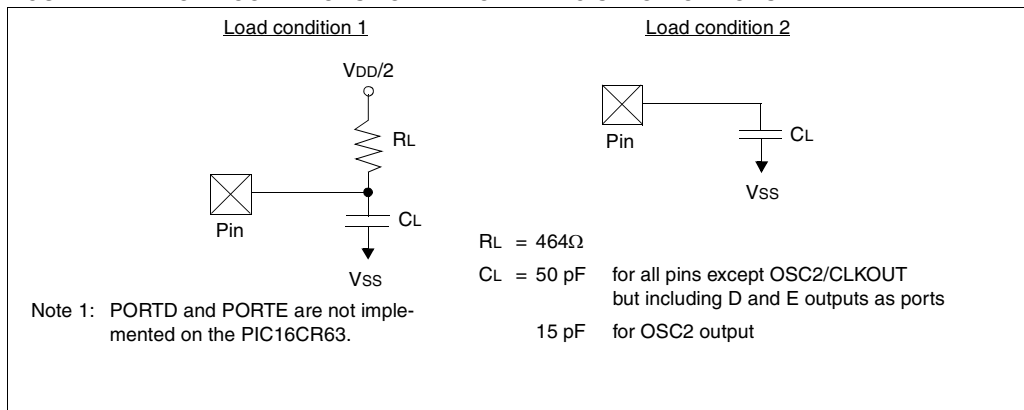 Load condition 1
VDD/2
RL
Pin
CL
VSS
Load condition 2
Pin
CL
VSS
RL = 464Ω
CL = 50 pF for all pins except OSC2/CLKOUT
but including D and E outputs as ports
15 pF for OSC2 output
Note 1: PORTD and PORTE are not imple-
mented on the PIC16CR63.